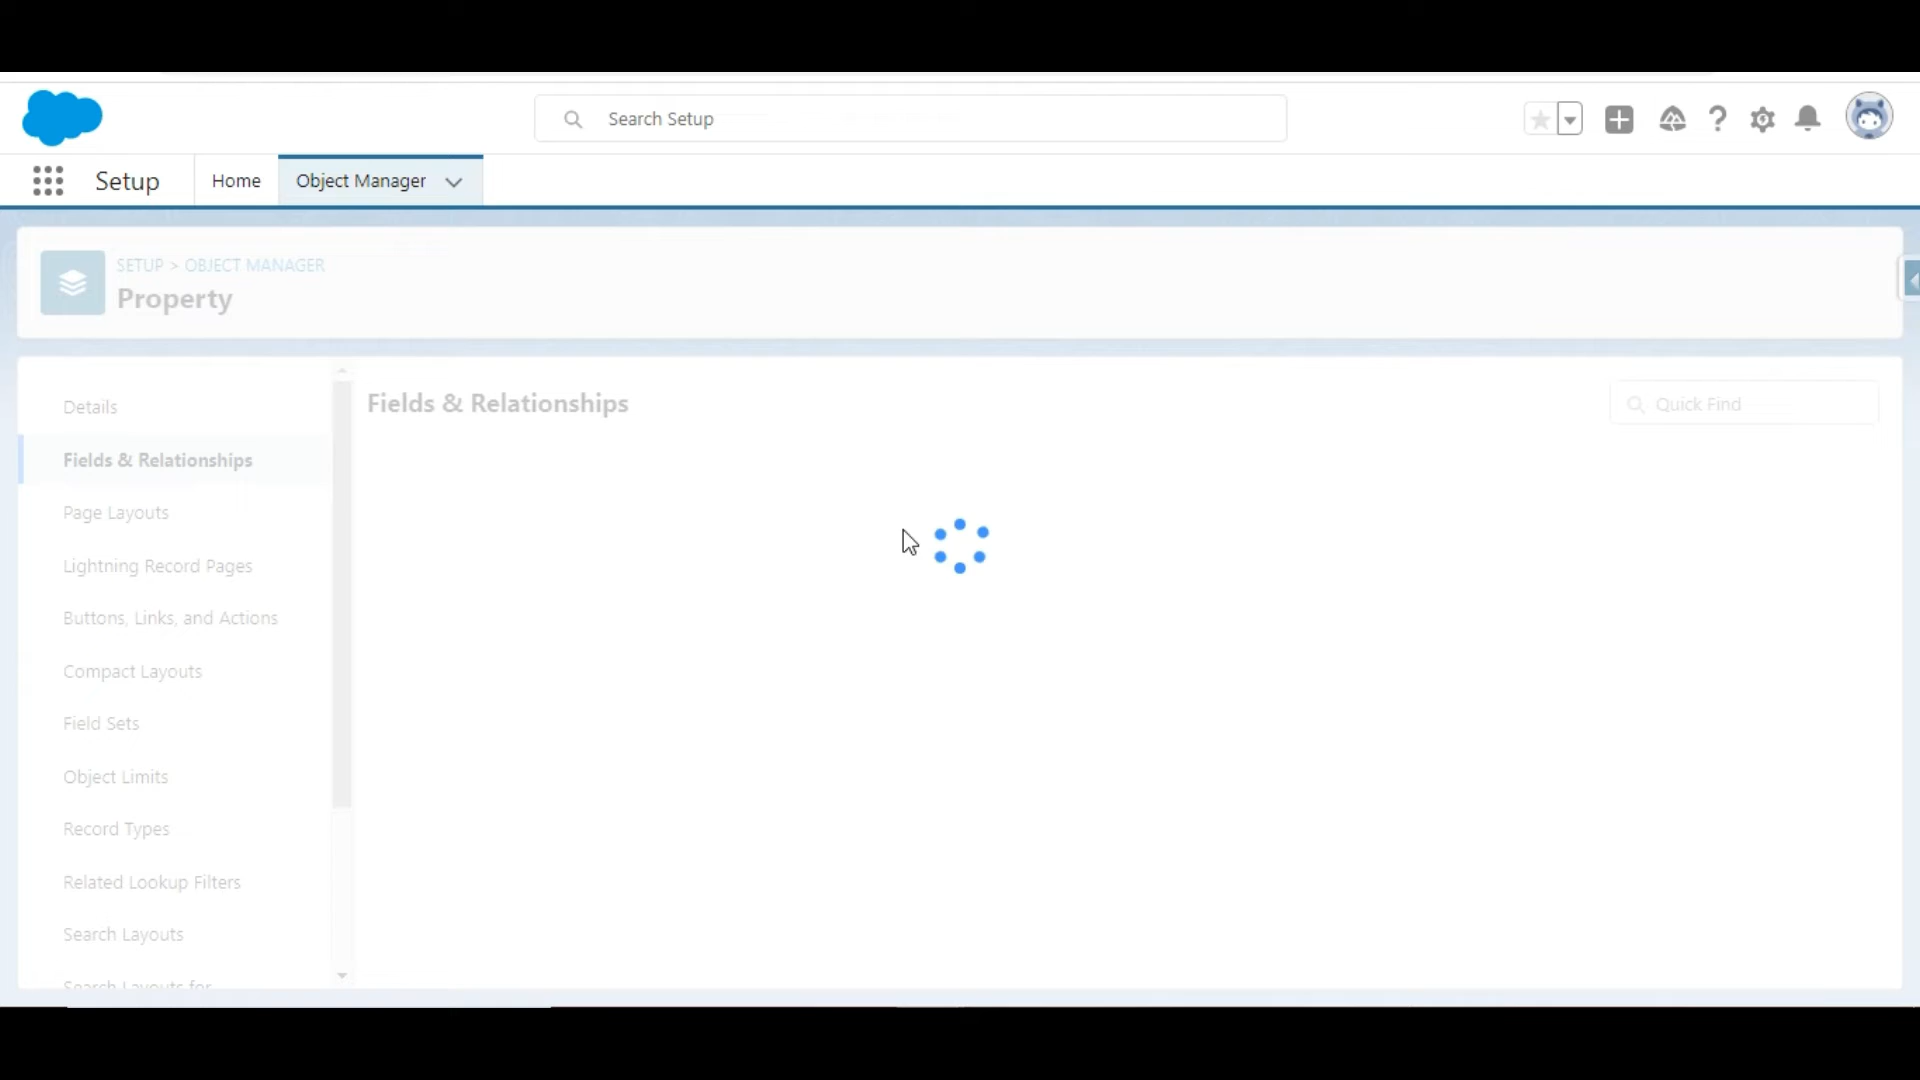 Search Setup
Setup
Home
Object Manager
SETUP > OBJECT MANAGER
Property
Details
Fields & Relationships
Page Layouts
Lightning Record Pages
Buttons, Links, and Actions
Compact Layouts
Field Sets
Object Limits
Record Types
Related Lookup Filters
Search Layouts
Search Layouts for
Fields & Relationships
Quick Find